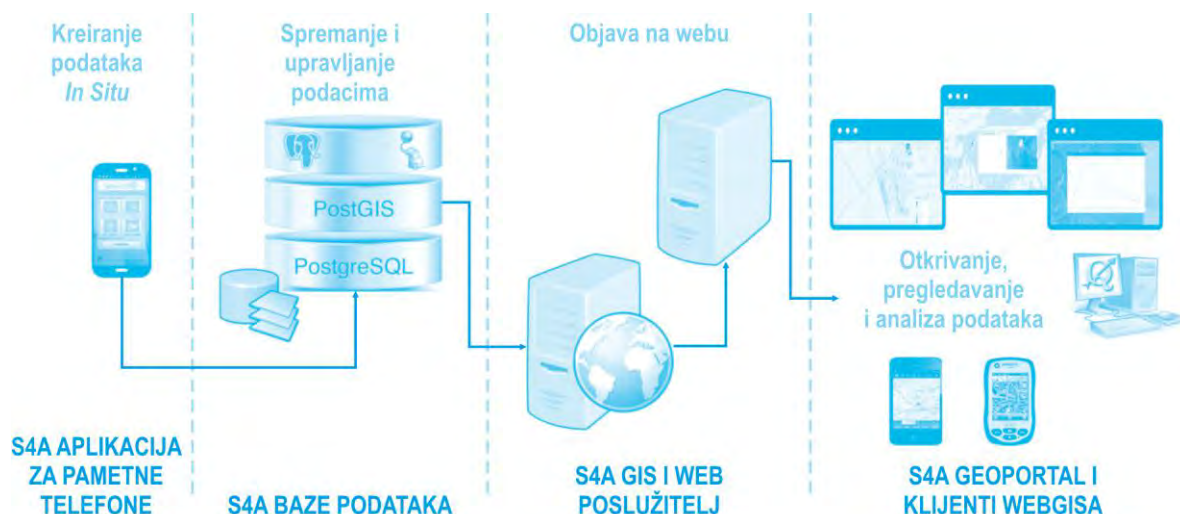 Kreiranje
podataka
In Situ
Spremanje i
upravljanje
podacima
PostGIS
PostgreSQL
Objava na webu
Otkrivanje,
pregledavanje
i analiza podataka
S4A APLIKACIJA
ZA PAMETNE
TELEFONE
S4A BAZE PODATAKA
S4A GIS I WEB
POSLUŽITELJ
S4A GEOPORTAL I
KLIJENTI WEBGISA